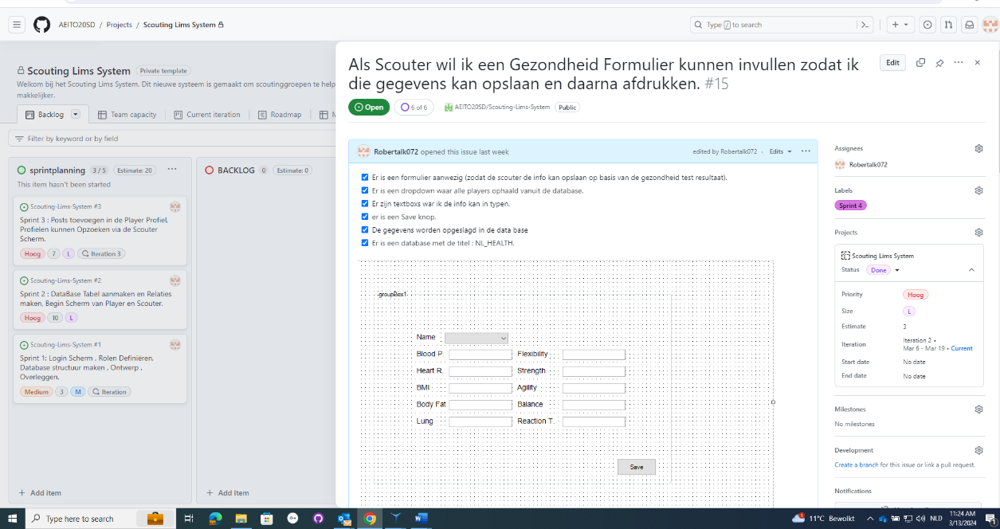 AEITO20SD / Projects / Scouting Lims System
Type / to search
Scouting Lims System Private template
Welkom bij het Scouting Lims System. Dit nieuwe systeem is gemaakt om scoutinggroepen te help
makkelijker.
Backlog
Team capacity
Current iteration
Roadmap
Filter by keyword or by field
sprintplanning 3 / 5 Estimate: 20
This item hasn't been started
Scouting-Lims-System #3
Sprint 3 : Posts toevoegen in de Player Profiel,
Profielen kunnen Opzoeken via de Scouter
Scherm.
Hoog 7 L Iteration 3
Scouting-Lims-System #2
Sprint 2 : DataBase Tabel aanmaken en Relaties
maken, Begin Scherm van Player en Scouter.
Hoog 10 L
Scouting-Lims-System #1
Sprint 1: Login Scherm , Rolen Definiëren,
Database structuur maken , Ontwerp ,
Overleggen.
Medium 3 M Iteration
Add item
BACKLOG 0 Estimate: 0
Add item
Als Scouter wil ik een Gezondheid Formulier kunnen invullen zodat ik
die gegevens kan opslaan en daarna afdrukken. #15
Edit
Open 6 of 6 AEITO20SD/Scouting-Lims-System Public
Robertalk072 opened this issue last week edited by Robertalk072 · Edits
Er is een formulier aanwezig (zodat de scouter de info kan opslaan op basis van de gezondheid test resultaat).
Er is een dropdown waar alle players ophaald vanuit de database.
Er zijn textboxs war ik de info kan in typen.
er is een Save knop.
De gegevens worden opgeslagd in de data base
Er is een database met de titel : NL_HEALTH.
groupBox1
Name
Blood P. Flexibility
Heart R. Strength
BMI Agility
Body Fat Balance
Lung Reaction T.
Save
Assignees
Robertalk072
Labels
Sprint 4
Projects
Scouting Lims System
Status Done
Priority Hoog
Size L
Estimate 3
Iteration Iteration 2 •
Mar 6 - Mar 19 • Current
Start date No date
End date No date
Milestones
No milestones
Development
Create a branch for this issue or link a pull request.
Notifications
Type here to search
11°C Bewolkt
NLD
11:24 AM
3/13/2024